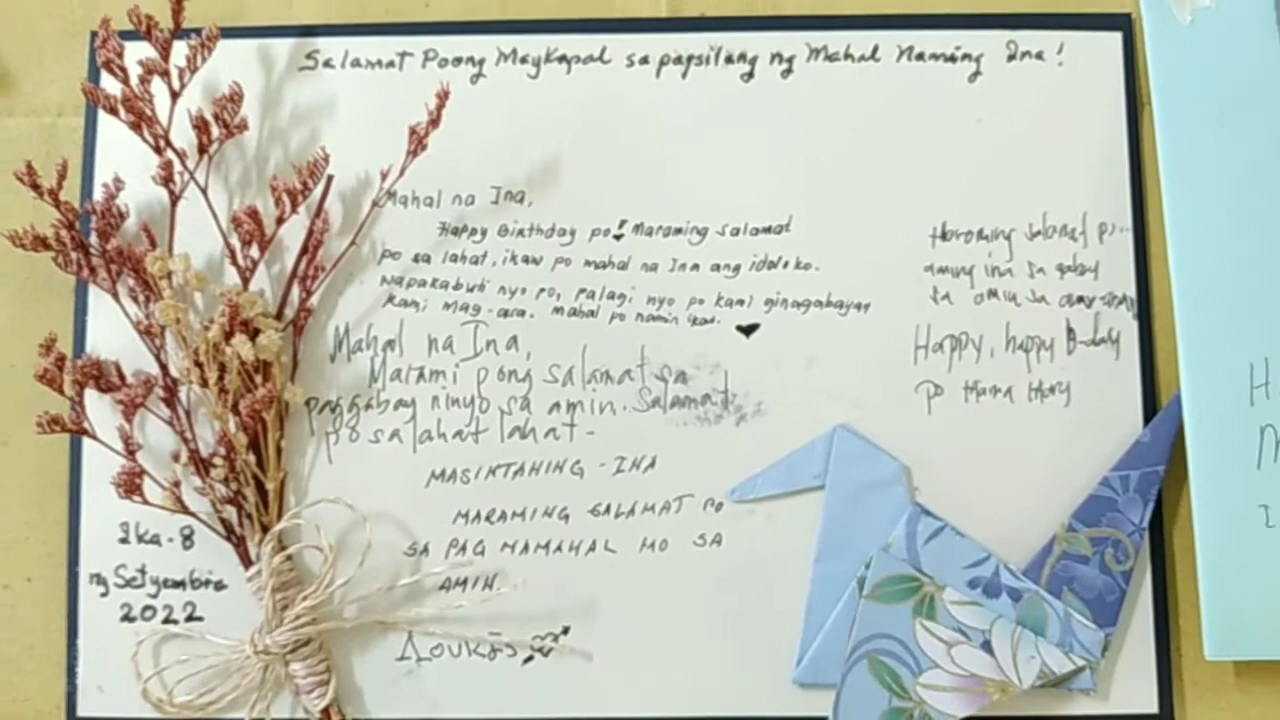 Salamat Poong Maykapal sa pagsilang ng Mahal Naming Ina!
Mahal na Ina,
Happy Birthday po! Maraming salamat
po sa lahat, ikaw po mahal na Ina ang idolo ko.
Napakabuti nyo po, palagi nyo po kami ginagabayan
kami mag-asa. Mahal po namin ikaw.
Mahal na Ina,
Marami pong salamat sa
paggabay ninyo sa amin. Salamat
po sa lahat lahat-
MASINTAHING - INA
MARAMING SALAMAT PO
SA PAG MAMAHAL MO SA
AMIN.
Maraming salamat po...
aming ina sa gabay
sa amin sa
Happy, happy B-day
po Mama Mary
Ika-8
ng Setyembre
2022